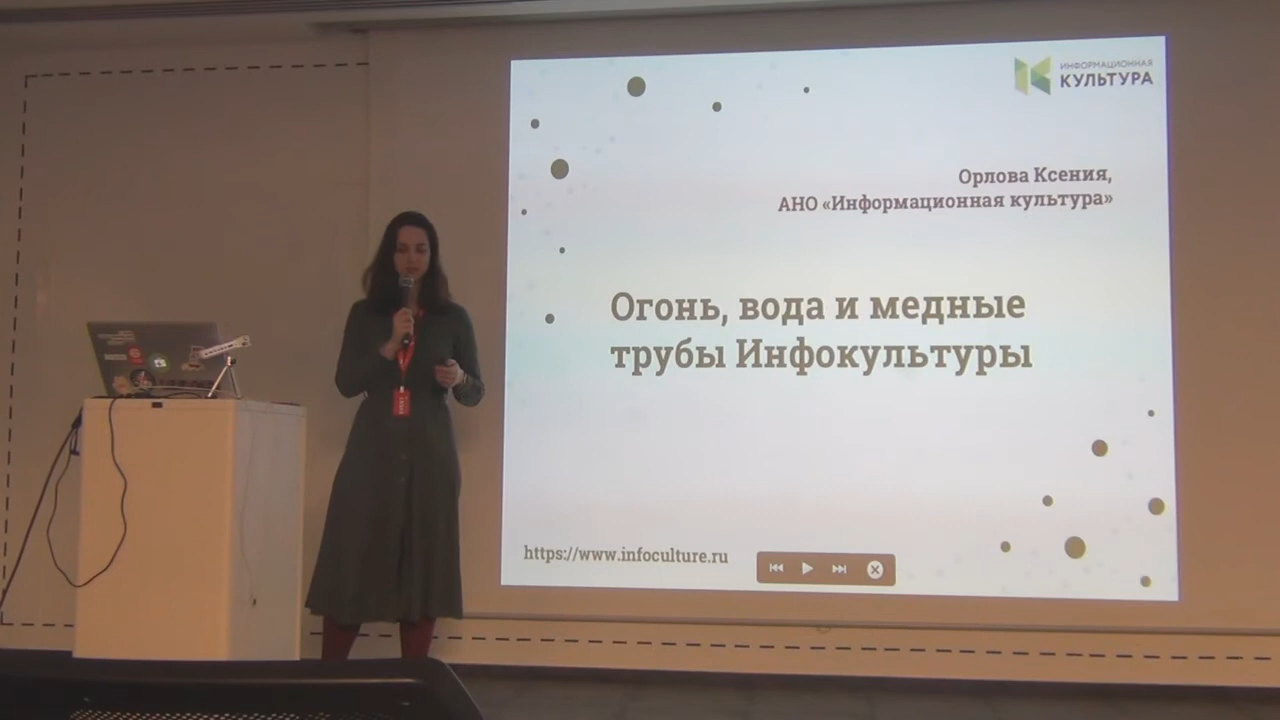 ИНФОРМАЦИОННАЯ
КУЛЬТУРА
Орлова Ксения,
АНО «Информационная культура»
Огонь, вода и медные
трубы Инфокультуры
https://www.infoculture.ru